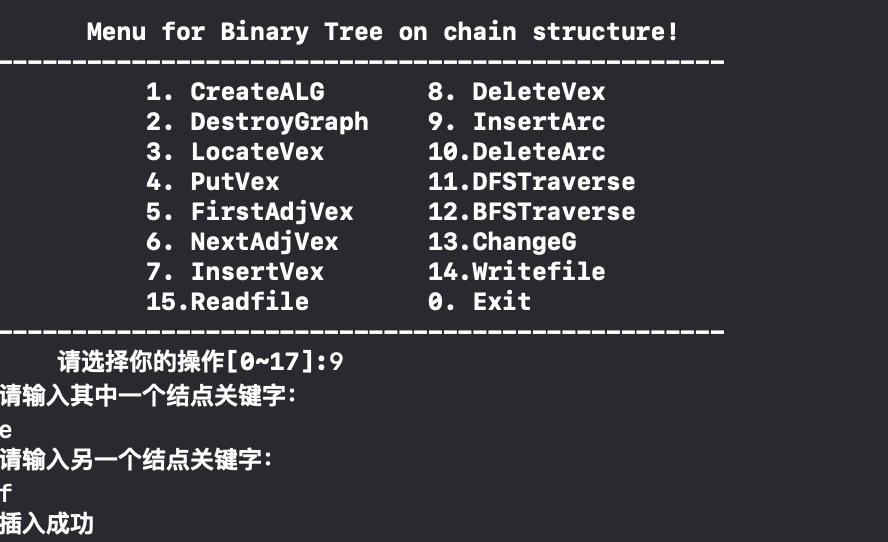 Menu for Binary Tree on chain structure!
-------------------------------------------------
1. CreateALG 8. DeleteVex
2. DestroyGraph 9. InsertArc
3. LocateVex 10.DeleteArc
4. PutVex 11.DFSTraverse
5. FirstAdjVex 12.BFSTraverse
6. NextAdjVex 13.ChangeG
7. InsertVex 14.Writefile
15.Readfile 0. Exit
-------------------------------------------------
请选择你的操作[0~17]:9
请输入其中一个结点关键字：
e
请输入另一个结点关键字：
f
插入成功